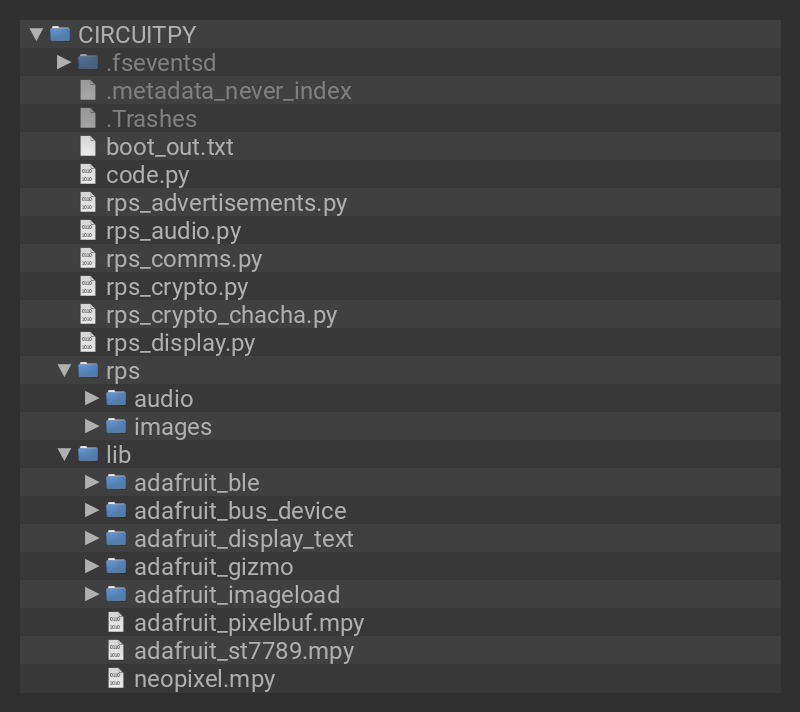 CIRCUITPY
.fseventsd
.metadata_never_index
.Trashes
boot_out.txt
code.py
rps_advertisements.py
rps_audio.py
rps_comms.py
rps_crypto.py
rps_crypto_chacha.py
rps_display.py
rps
audio
images
lib
adafruit_ble
adafruit_bus_device
adafruit_display_text
adafruit_gizmo
adafruit_imageload
adafruit_pixelbuf.mpy
adafruit_st7789.mpy
neopixel.mpy